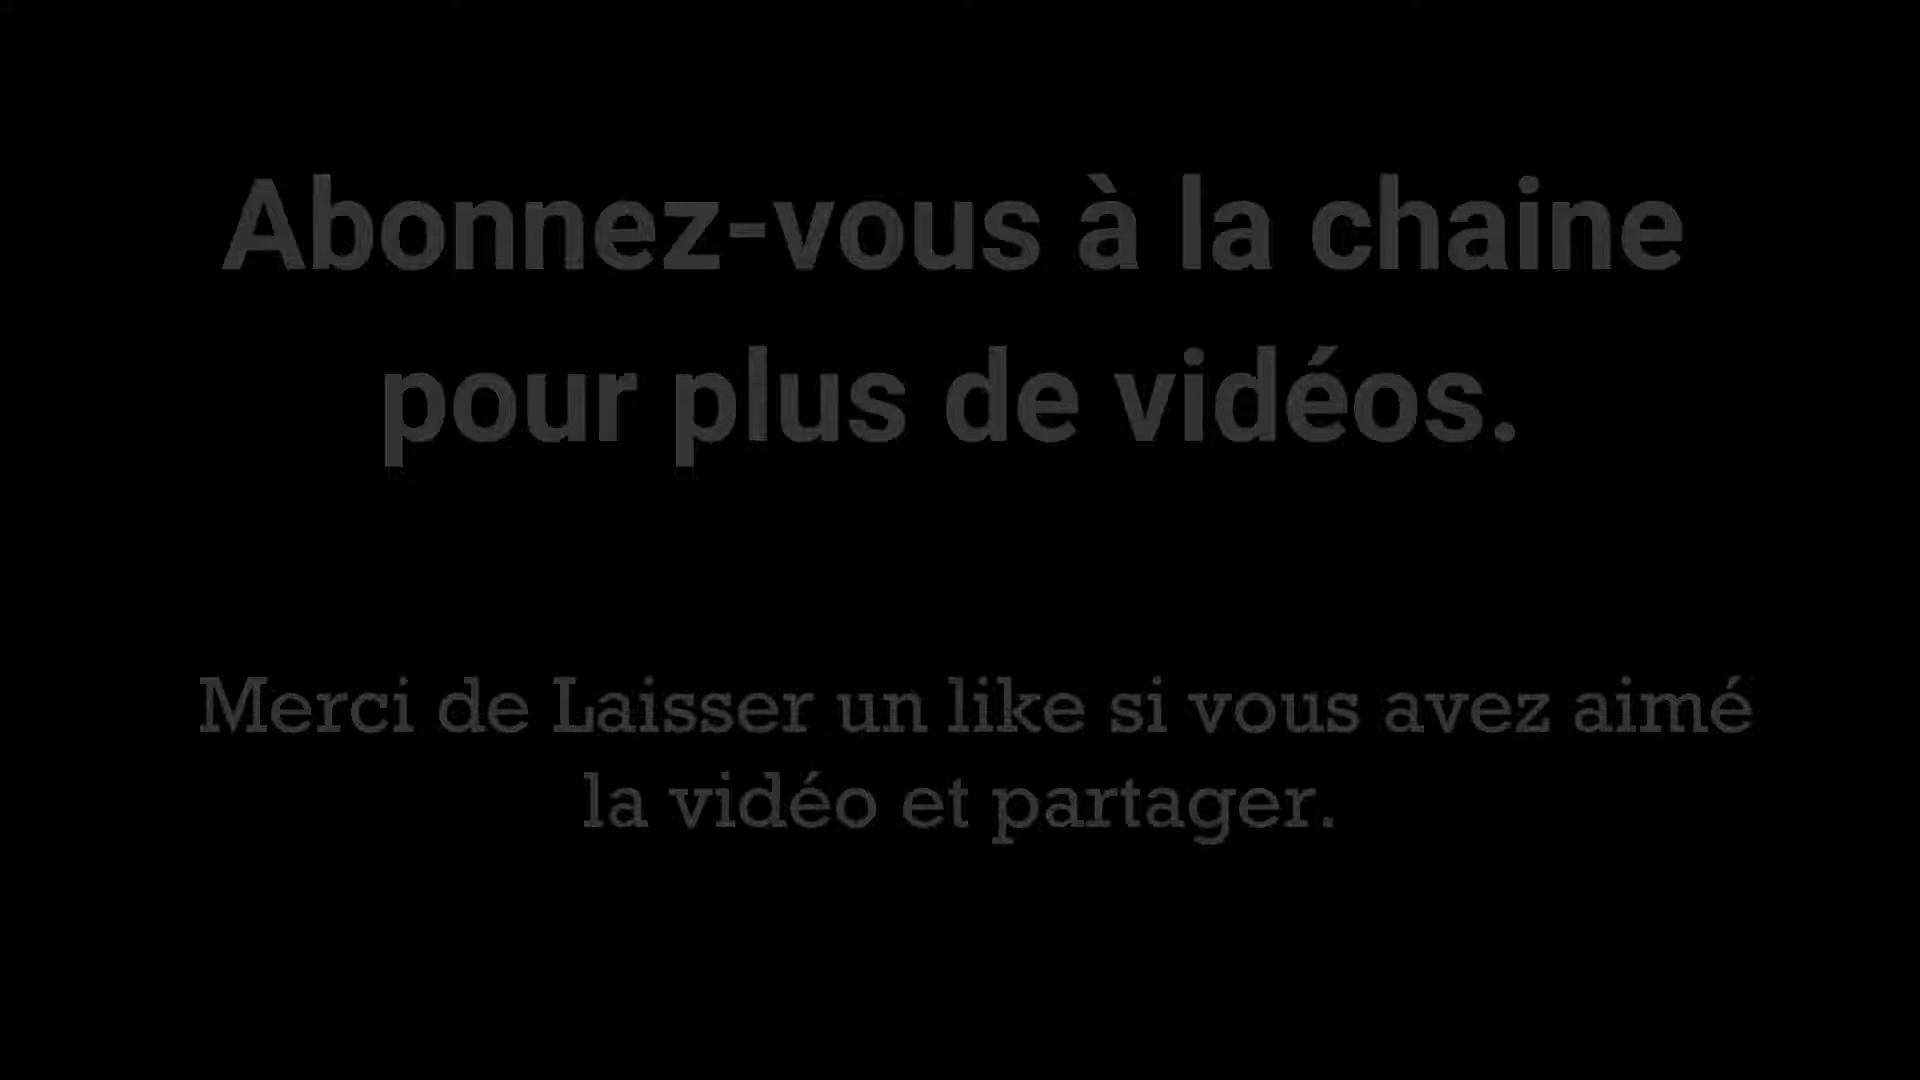 Abonnez-vous à la chaine
pour plus de vidéos.
Merci de Laisser un like si vous avez aimé
la vidéo et partager.